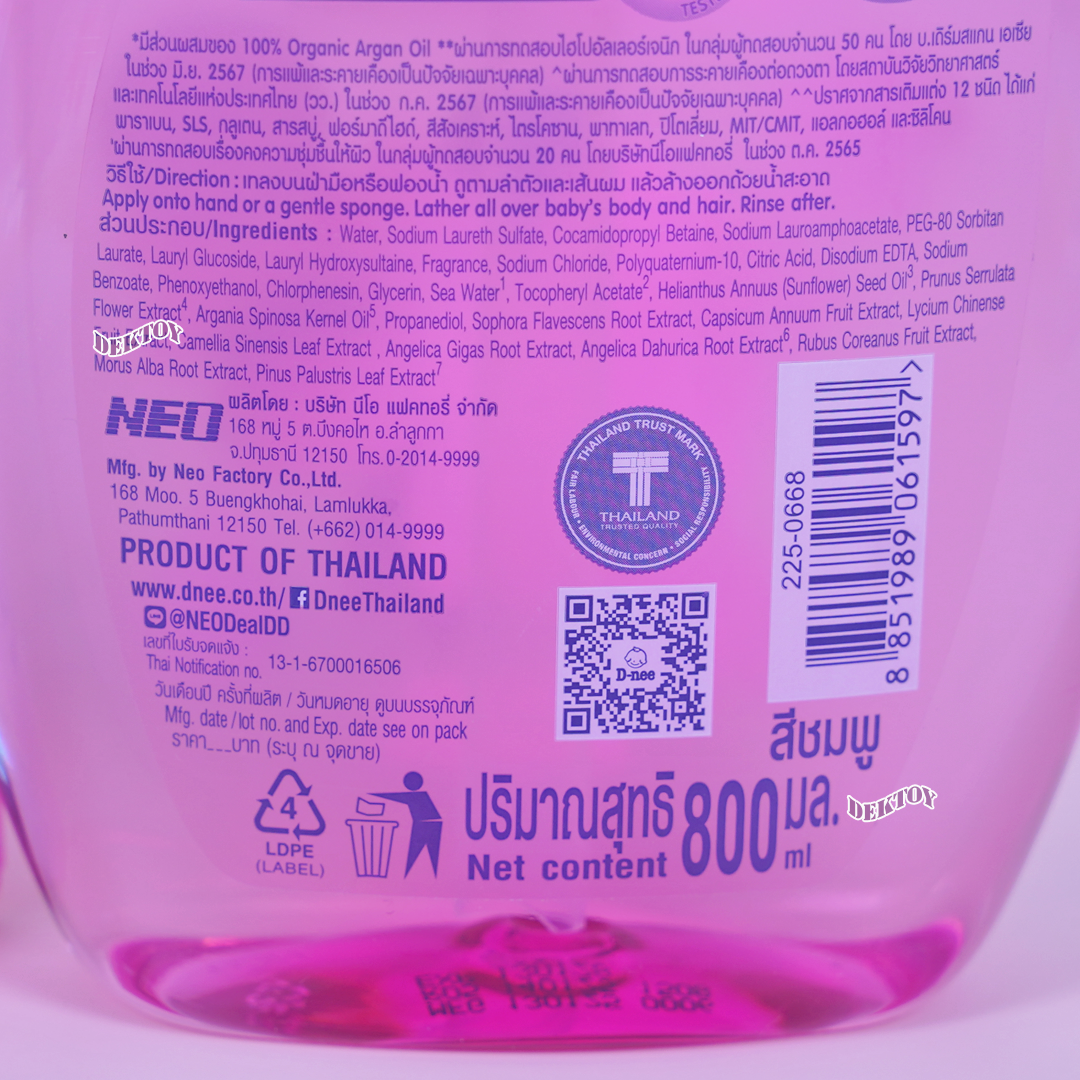 TEST
*มีส่วนผสมของ 100% Organic Argan Oil **ผ่านการทดสอบไฮโปอัลเลอร์เจนิก ในกลุ่มผู้ทดสอบจำนวน 50 คน โดย บ.เดิร์มสแกน เอเชีย
ในช่วง มิ.ย. 2567 (การแพ้และระคายเคืองเป็นปัจจัยเฉพาะบุคคล) ^ผ่านการทดสอบการระคายเคืองต่อดวงตา โดยสถาบันวิจัยวิทยาศาสตร์
และเทคโนโลยีแห่งประเทศไทย (วว.) ในช่วง ก.ค. 2567 (การแพ้และระคายเคืองเป็นปัจจัยเฉพาะบุคคล) ^^ปราศจากสารเติมแต่ง 12 ชนิด ได้แก่
พาราเบน, SLS, กลูเตน, สารสบู่, ฟอร์มาดีไฮด์, สีสังเคราะห์, ไตรโคซาน, พาทาเลท, ปิโตเลี่ยม, MIT/CMIT, แอลกอฮอล์ และซิลิโคน
'ผ่านการทดสอบเรื่องคงความชุ่มชื้นให้ผิว ในกลุ่มผู้ทดสอบจำนวน 20 คน โดยบริษัทนีโอแฟคทอรี่ ในช่วง ต.ค. 2565
วิธีใช้/Direction : เทลงบนฝ่ามือหรือฟองน้ำ ถูตามลำตัวและเส้นผม แล้วล้างออกด้วยน้ำสะอาด
Apply onto hand or a gentle sponge. Lather all over baby's body and hair. Rinse after.
ส่วนประกอบ/Ingredients : Water, Sodium Laureth Sulfate, Cocamidopropyl Betaine, Sodium Lauroamphoacetate, PEG-80 Sorbitan
Laurate, Lauryl Glucoside, Lauryl Hydroxysultaine, Fragrance, Sodium Chloride, Polyquaternium-10, Citric Acid, Disodium EDTA, Sodium
Benzoate, Phenoxyethanol, Chlorphenesin, Glycerin, Sea Water1, Tocopheryl Acetate2, Helianthus Annuus (Sunflower) Seed Oil3, Prunus Serrulata
Flower Extract4, Argania Spinosa Kernel Oil5, Propanediol, Sophora Flavescens Root Extract, Capsicum Annuum Fruit Extract, Lycium Chinense
Fruit Extract, Camellia Sinensis Leaf Extract , Angelica Gigas Root Extract, Angelica Dahurica Root Extract6, Rubus Coreanus Fruit Extract,
DEKTOY
Morus Alba Root Extract, Pinus Palustris Leaf Extract7
NEO
ผลิตโดย : บริษัท นีโอ แฟคทอรี่ จำกัด
168 หมู่ 5 ต.บึงคอไห อ.ลำลูกกา
จ.ปทุมธานี 12150 โทร.0-2014-9999
Mfg. by Neo Factory Co.,Ltd.
168 Moo. 5 Buengkhohai, Lamlukka,
Pathumthani 12150 Tel. (+662) 014-9999
PRODUCT OF THAILAND
www.dnee.co.th/ f DneeThailand
LINE @NEODealDD
เลขที่ใบรับจดแจ้ง :
Thai Notification no. 13-1-6700016506
วันเดือนปี ครั้งที่ผลิต / วันหมดอายุ ดูบนบรรจุภัณฑ์
Mfg. date / lot no. and Exp. date see on pack
ราคา___บาท (ระบุ ณ จุดขาย)
THAILAND TRUST MARK
T
THAILAND
TRUSTED QUALITY
FAIR LABOUR • ENVIRONMENTAL CONCERN • SOCIAL RESPONSIBILITY
D-nee
225-0668
8 851989 061597 >
สีชมพู
4
LDPE
(LABEL)
ปริมาณสุทธิ 800 มล.
Net content ml
DEKTOY